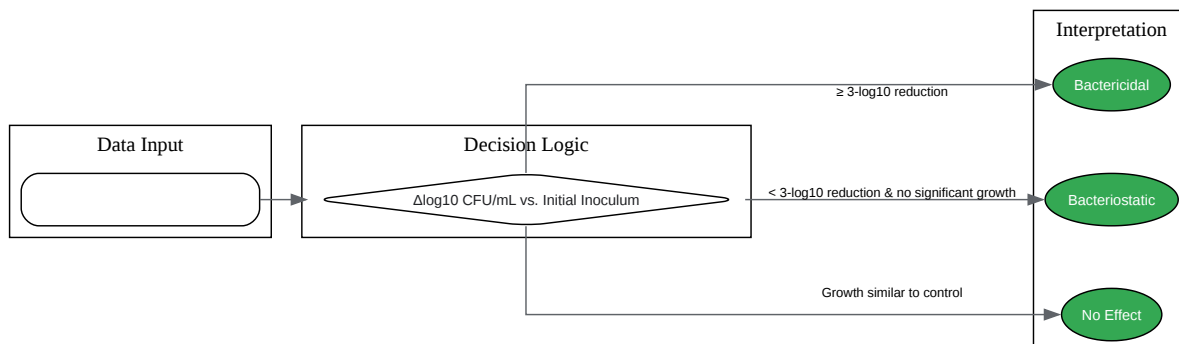 Interpretation
Bactericidal
≥ 3-log10 reduction
Data Input
Decision Logic
Δlog10 CFU/mL vs. Initial Inoculum
< 3-log10 reduction & no significant growth
Bacteriostatic
Growth similar to control
No Effect